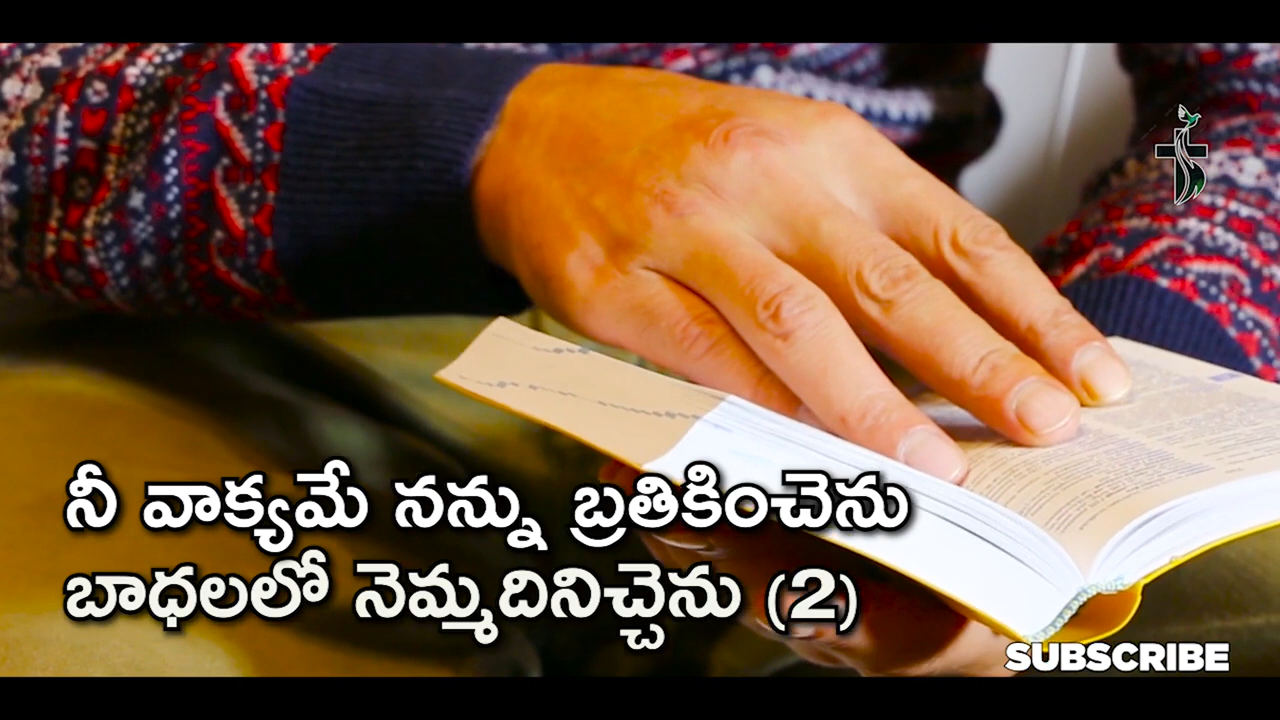 నీ వాక్యమే నన్ను బ్రతికించెను
బాధలలో నెమ్మదినిచ్చెను (2)
SUBSCRIBE